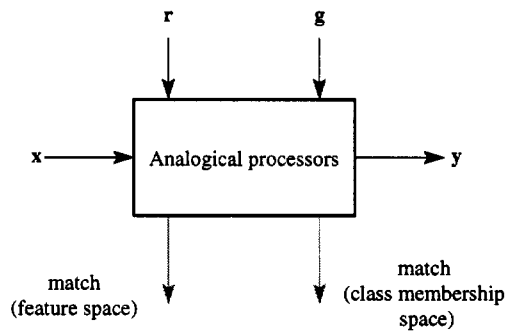 r
g
x
Analogical processors
y
match
(feature space)
match
(class membership
space)